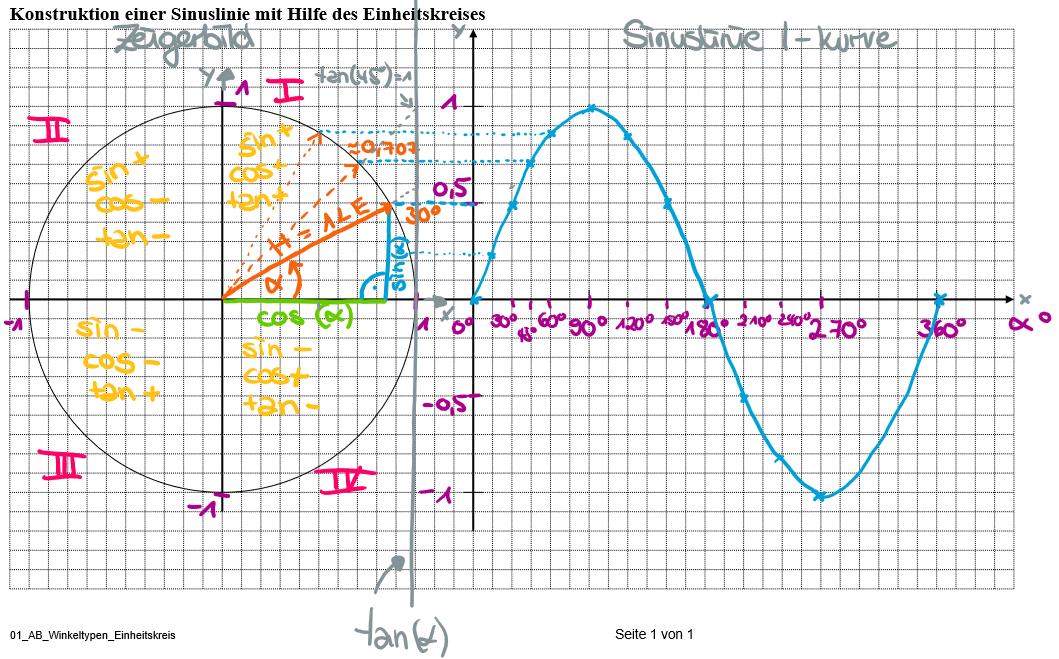 Konstruktion einer Sinuslinie mit Hilfe des Einheitskreises
Zeigerbild
Y
Sinuslinie 1-kurve
Y
1
I
tan(45°)=1
1
II
sin +
cos +
tan +
≈0,707
sin +
cos -
tan -
0,5
30°
H = 1LE
α
sin(α)
cos (α)
-1
1
x
0°
30°
45°
60°
90°
120°
150°
180°
210°
240°
270°
360°
x
α °
sin -
cos -
tan +
sin -
cos +
tan -
-0,5
III
IV
-1
-1
tan(α)
01_AB_Winkeltypen_Einheitskreis
Seite 1 von 1